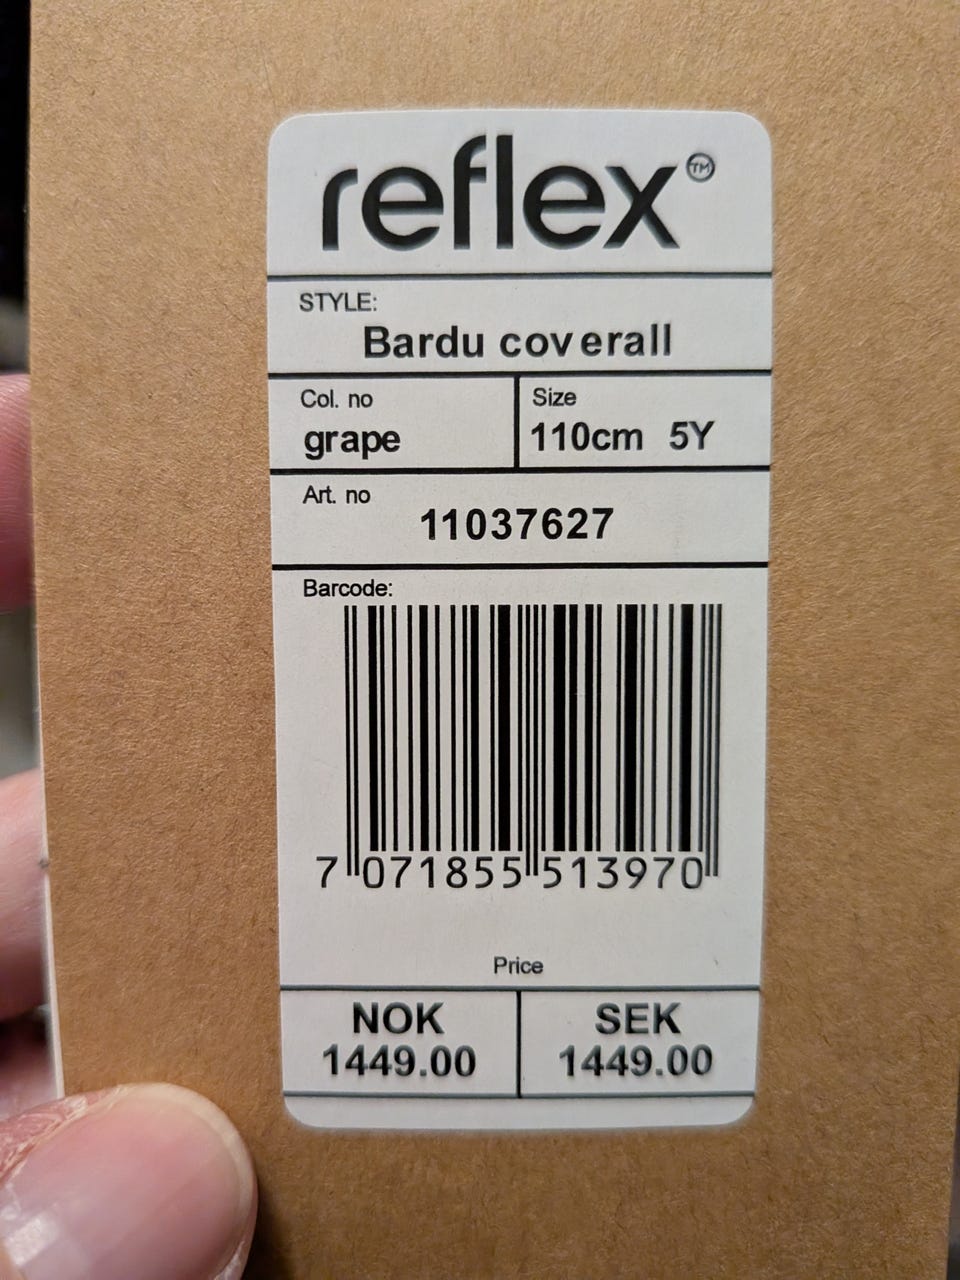 reflex™
STYLE:
Bardu coverall
Col. no
grape
Size
110cm 5Y
Art. no
11037627
Barcode:
7 071855 513970
Price
NOK
1449.00
SEK
1449.00